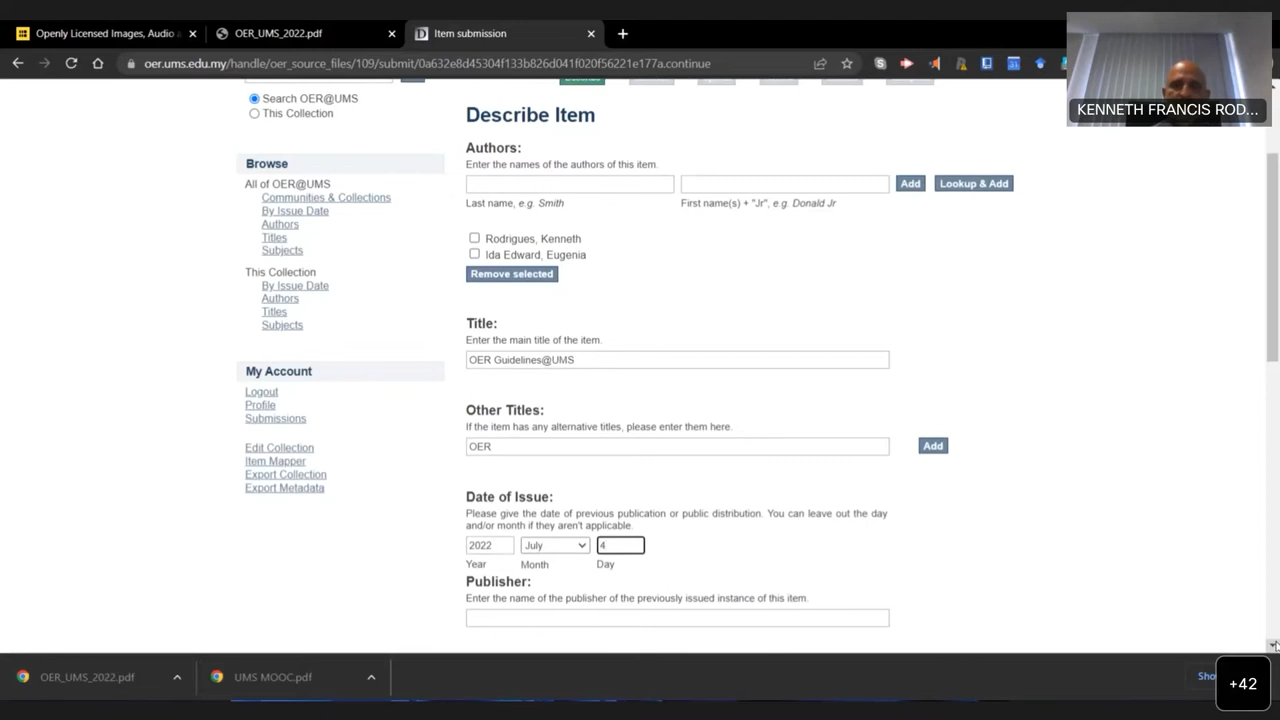 Openly Licensed Images, Audio a
OER_UMS_2022.pdf
Item submission
oer.ums.edu.my/handle/oer_source_files/109/submit/0a632e8d45304f133b826d041f020f56221e177a.continue
KENNETH FRANCIS ROD...
Search OER@UMS
This Collection
Browse
All of OER@UMS
Communities & Collections
By Issue Date
Authors
Titles
Subjects
This Collection
By Issue Date
Authors
Titles
Subjects
My Account
Logout
Profile
Submissions
Edit Collection
Item Mapper
Export Collection
Export Metadata
Describe Item
Authors:
Enter the names of the authors of this item.
Add
Lookup & Add
Last name, e.g. Smith
First name(s) + "Jr", e.g. Donald Jr
Rodrigues, Kenneth
Ida Edward, Eugenia
Remove selected
Title:
Enter the main title of the item.
OER Guidelines@UMS
Other Titles:
If the item has any alternative titles, please enter them here.
OER
Add
Date of Issue:
Please give the date of previous publication or public distribution. You can leave out the day
and/or month if they aren't applicable.
2022
July
4
Year
Month
Day
Publisher:
Enter the name of the publisher of the previously issued instance of this item.
OER_UMS_2022.pdf
UMS MOOC.pdf
Sho
+42